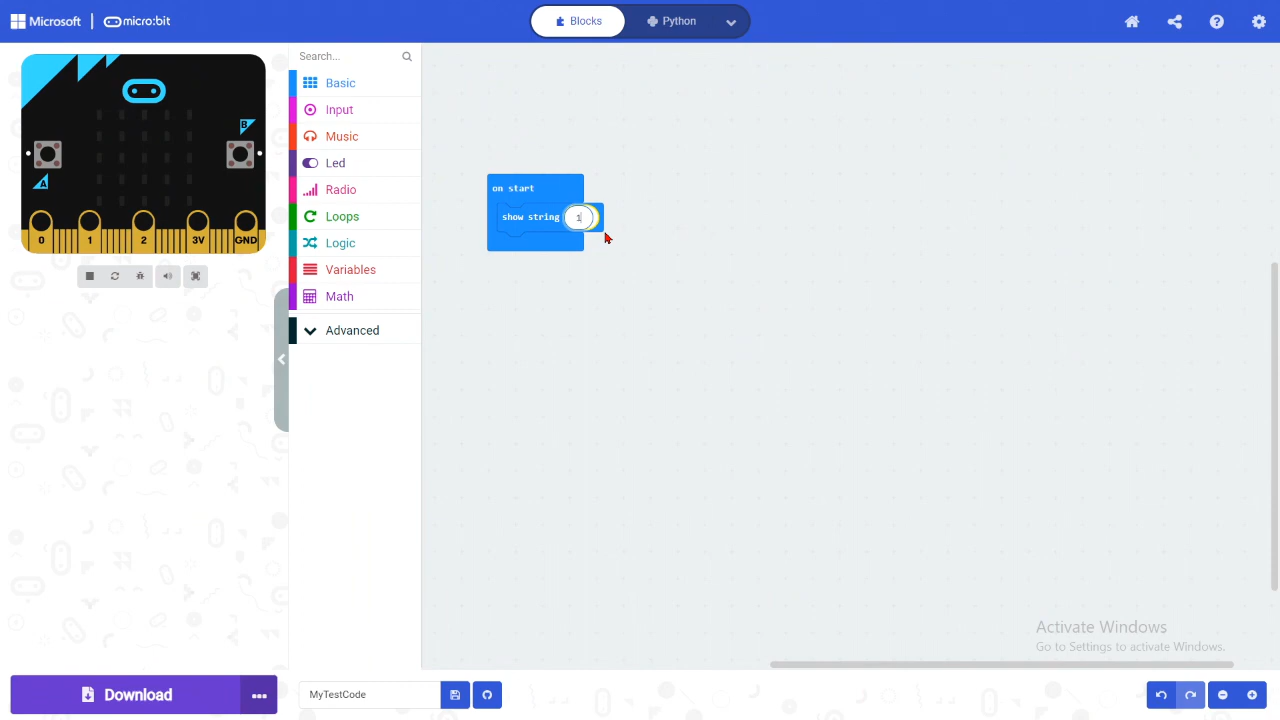 Microsoft | micro:bit
Blocks
Python
Search...
Basic
Input
Music
Led
Radio
Loops
Logic
Variables
Math
Advanced
A
B
0 1 2 3V GND
on start
show string 1
Activate Windows
Go to Settings to activate Windows.
Download
MyTestCode